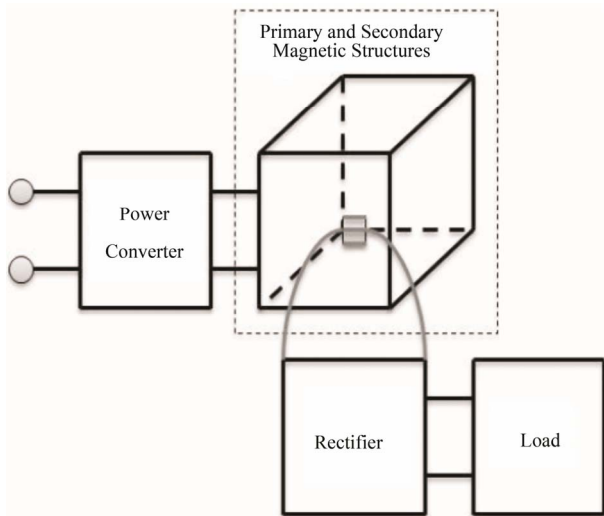 Primary and Secondary
Magnetic Structures
Power
Converter
Rectifier
Load